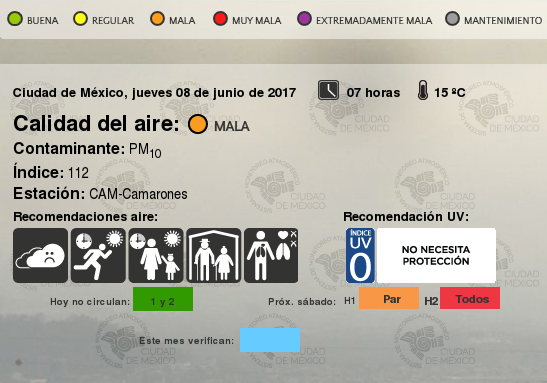 BUENA REGULAR MALA MUY MALA EXTREMADAMENTE MALA MANTENIMIENTO
Ciudad de México, jueves 08 de junio de 2017 07 horas 15 ºC
Calidad del aire: MALA
Contaminante: PM10
Índice: 112
Estación: CAM-Camarones
Recomendaciones aire: Recomendación UV:
ÍNDICE
UV
0
NO NECESITA
PROTECCIÓN
Hoy no circulan: 1 y 2 Próx. sábado: H1 Par H2 Todos
Este mes verifican: